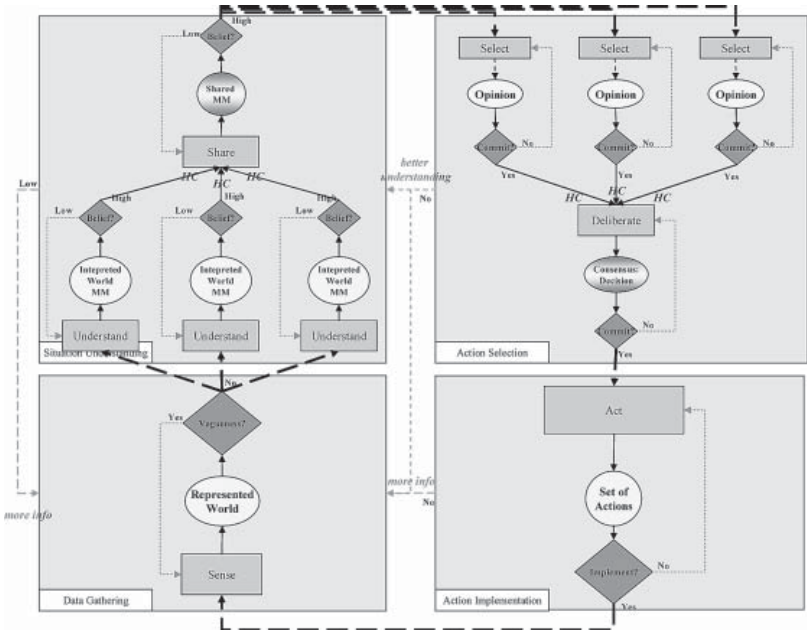 High
Belief?
Low
Shared
MM
Share
HC HC HC
High High High
Low Belief? Low Belief? Low Belief?
Intepreted
World
MM
Intepreted
World
MM
Intepreted
World
MM
Understand Understand Understand
Situation Understanding
Low
more info
No
Yes
Vagueness?
Represented
World
Sense
Data Gathering
better
understanding
No
more info
No
Select Select Select
Opinion Opinion Opinion
Commit? No Commit? No Commit? No
Yes Yes Yes
HC HC HC
Deliberate
Consensus:
Decision
Commit? No
Yes
Action Selection
Act
Set of
Actions
Implement? No
Yes
Action Implementation